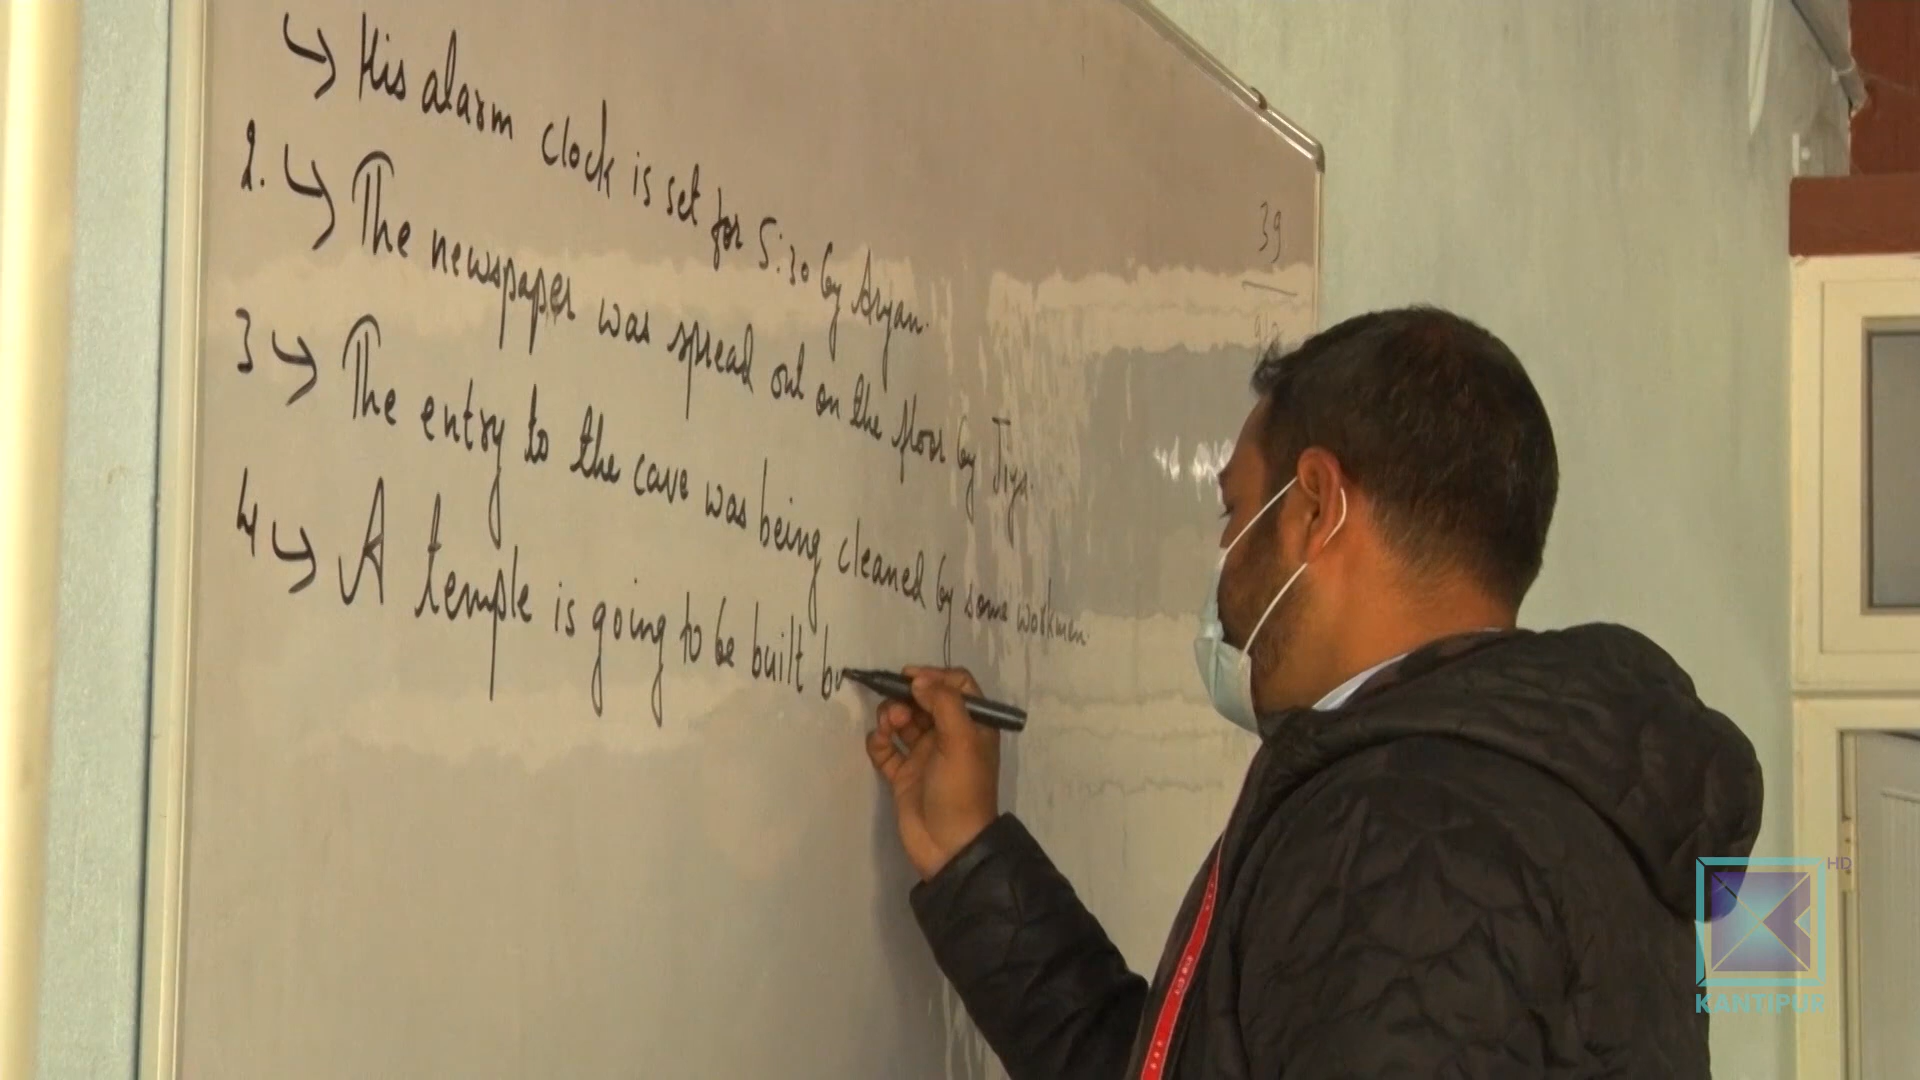 ↳ His alarm clock is set for 5:30 by Aryan.
2. ↳ The newspaper was spread out on the floor by Jiya.
3 ↳ The entry to the cave was being cleaned by some workmen.
4 ↳ A temple is going to be built by
39
HD
KANTIPUR